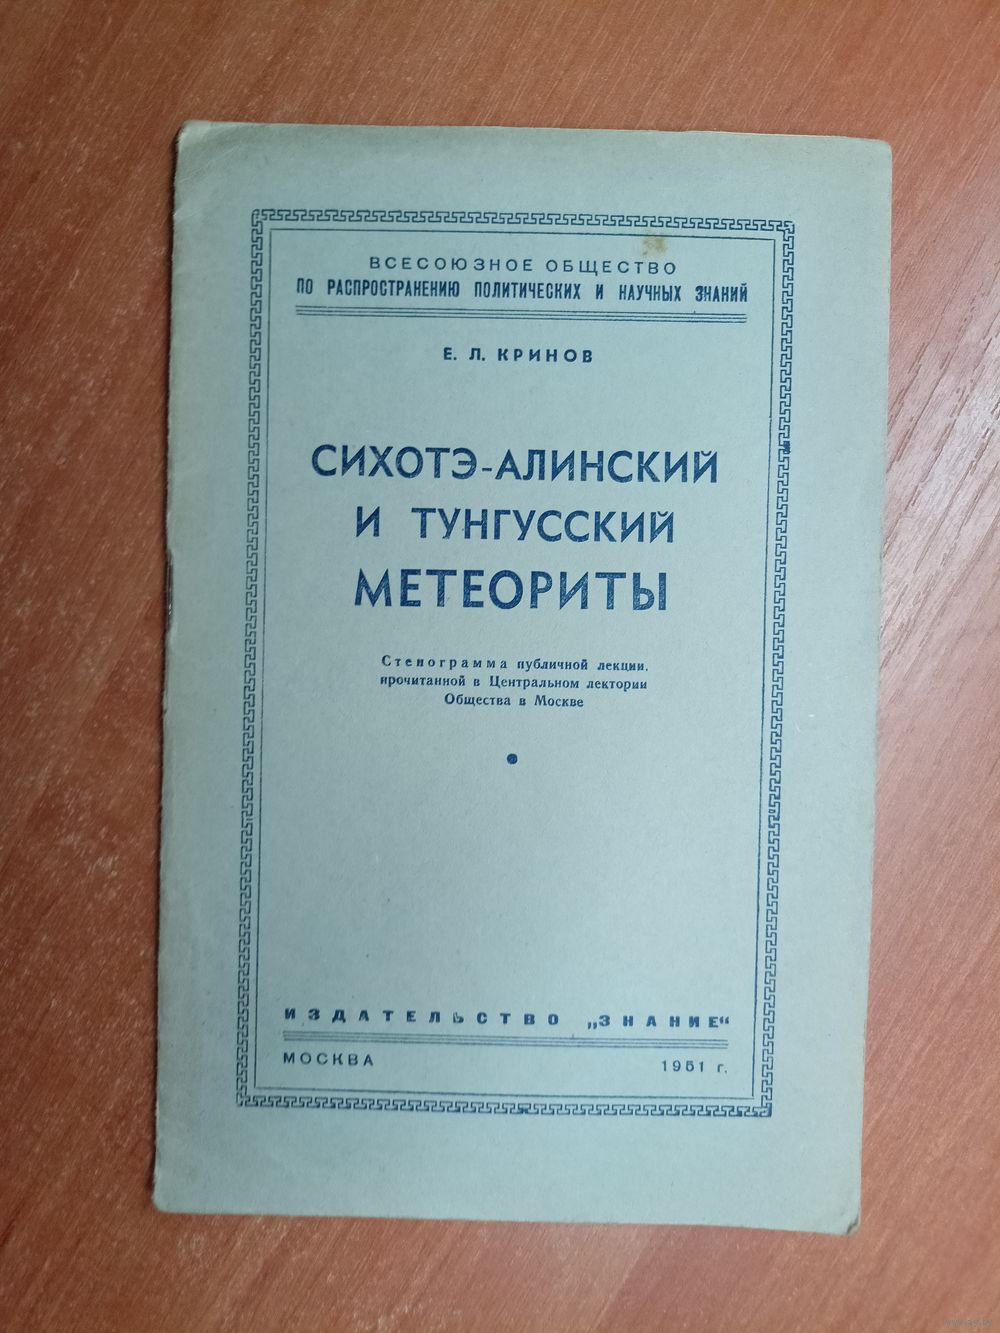 ВСЕСОЮЗНОЕ ОБЩЕСТВО
ПО РАСПРОСТРАНЕНИЮ ПОЛИТИЧЕСКИХ И НАУЧНЫХ ЗНАНИЙ
Е. Л. КРИНОВ
СИХОТЭ-АЛИНСКИЙ
И ТУНГУССКИЙ
МЕТЕОРИТЫ
Стенограмма публичной лекции,
прочитанной в Центральном лектории
Общества в Москве
ИЗДАТЕЛЬСТВО „ЗНАНИЕ“
МОСКВА
1951 г.